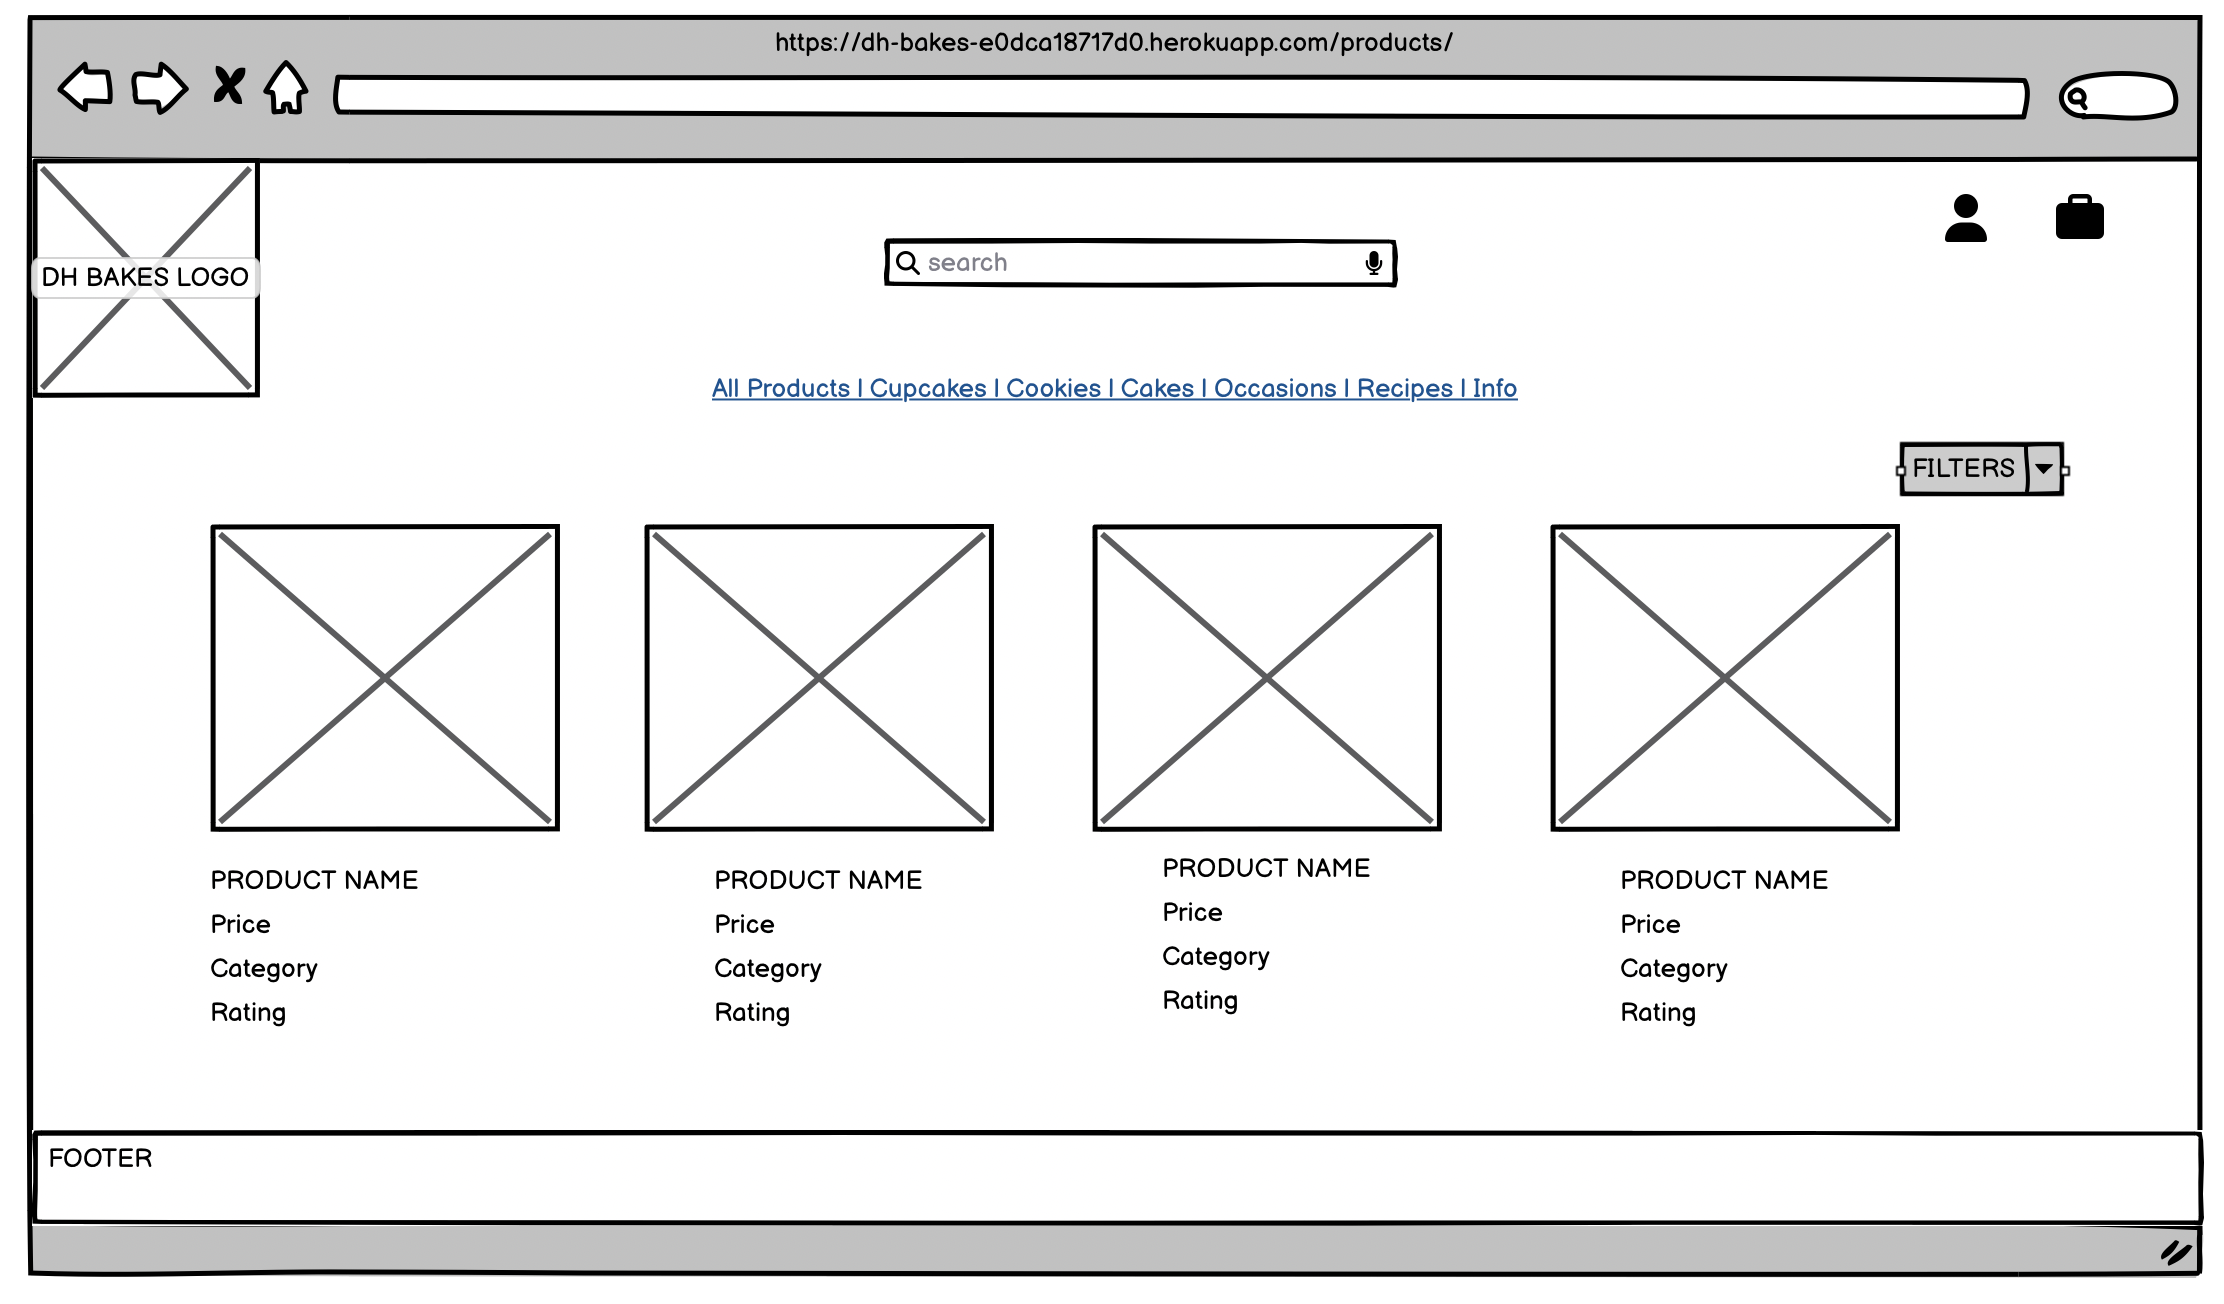 https://dh-bakes-e0dca18717d0.herokuapp.com/products/
DH BAKES LOGO
search
All Products | Cupcakes | Cookies | Cakes | Occasions | Recipes | Info
FILTERS
PRODUCT NAME
Price
Category
Rating
PRODUCT NAME
Price
Category
Rating
PRODUCT NAME
Price
Category
Rating
PRODUCT NAME
Price
Category
Rating
FOOTER